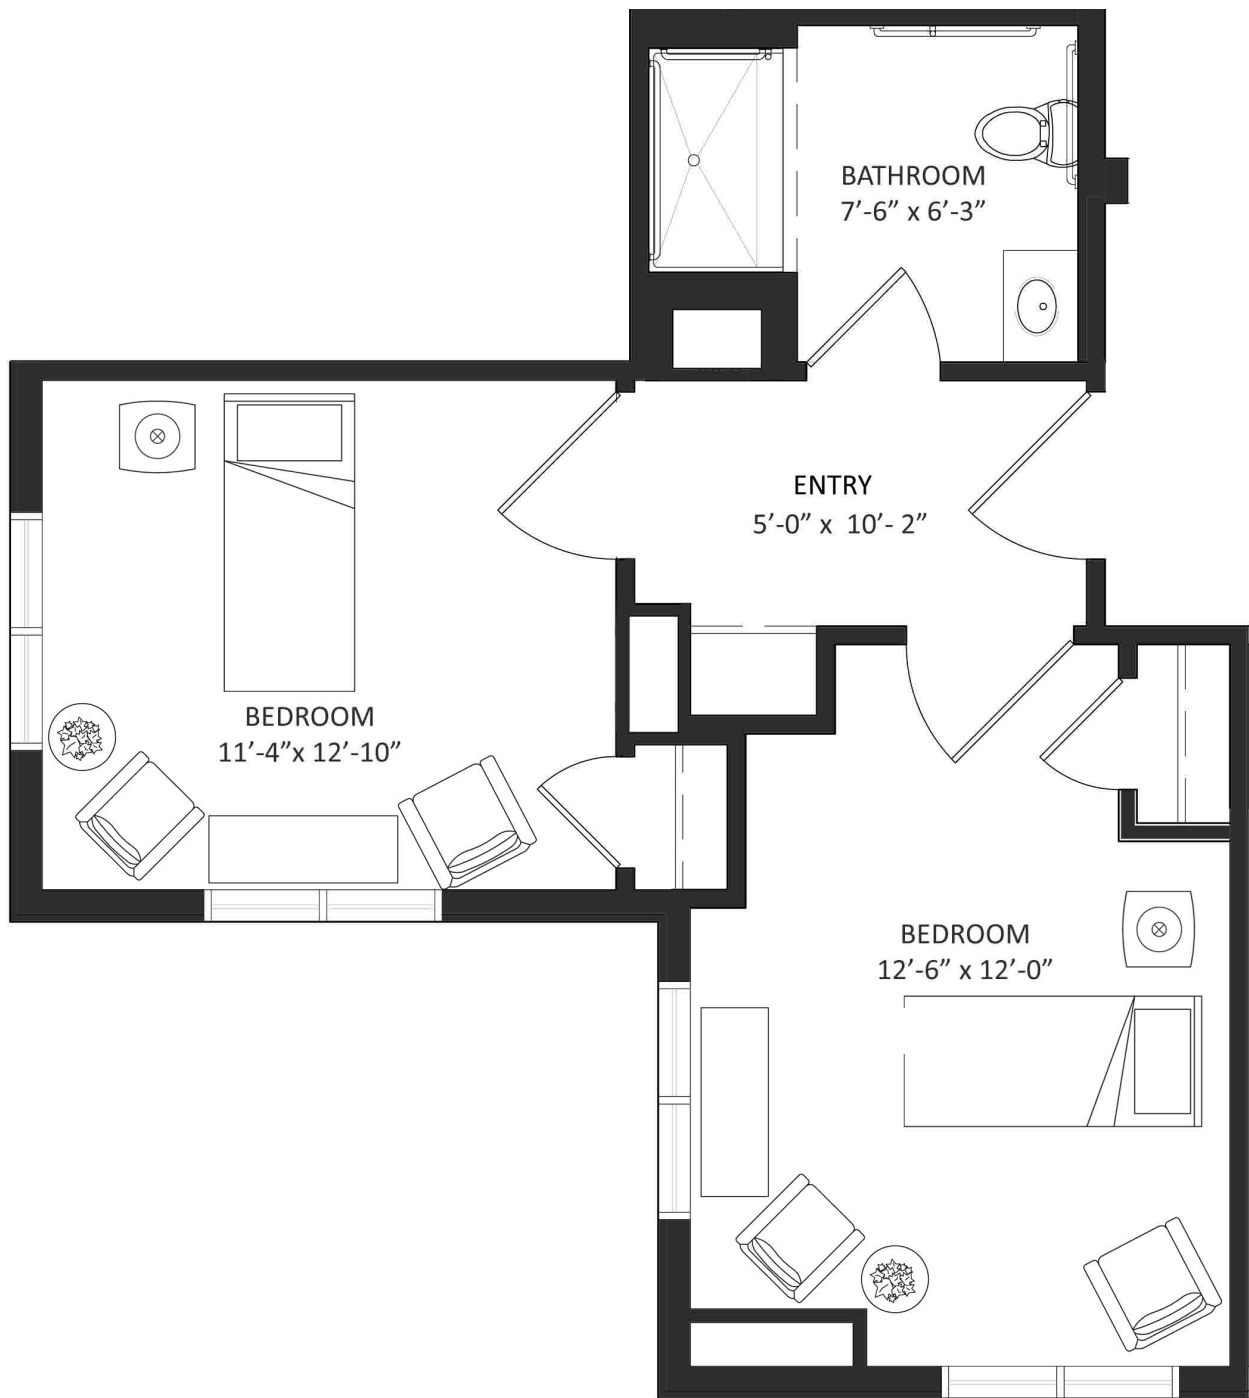 BATHROOM
7’-6” x 6’-3”
ENTRY
5’-0” x 10’- 2”
BEDROOM
11’-4”x 12’-10”
BEDROOM
12’-6” x 12’-0”